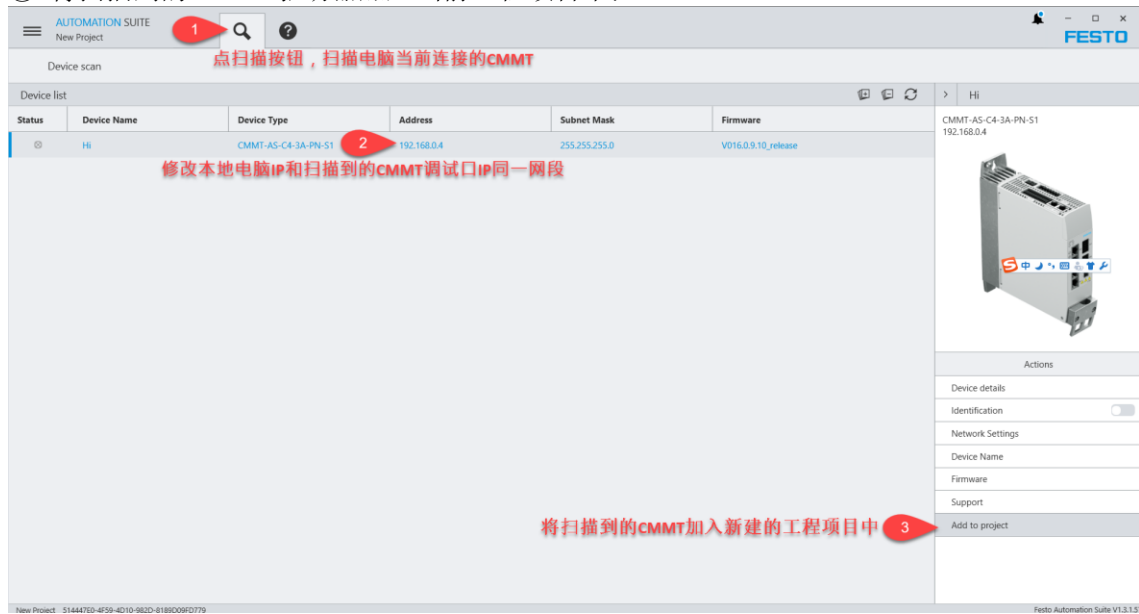 AUTOMATION SUITE
New Project
1
FESTO
点扫描按钮，扫描电脑当前连接的CMMT
Device scan
Device list
Hi
Status Device Name Device Type Address Subnet Mask Firmware
CMMT-AS-C4-3A-PN-S1
192.168.0.4
Hi CMMT-AS-C4-3A-PN-S1 2 192.168.0.4 255.255.255.0 V016.0.9.10_release
修改本地电脑IP和扫描到的CMMT调试口IP同一网段
中
Actions
Device details
Identification
Network Settings
Device Name
Firmware
Support
将扫描到的CMMT加入新建的工程项目中 3 Add to project
New Project 514447E0-4F59-4D10-982D-8189D09FD779
Festo Automation Suite V1.3.1.5